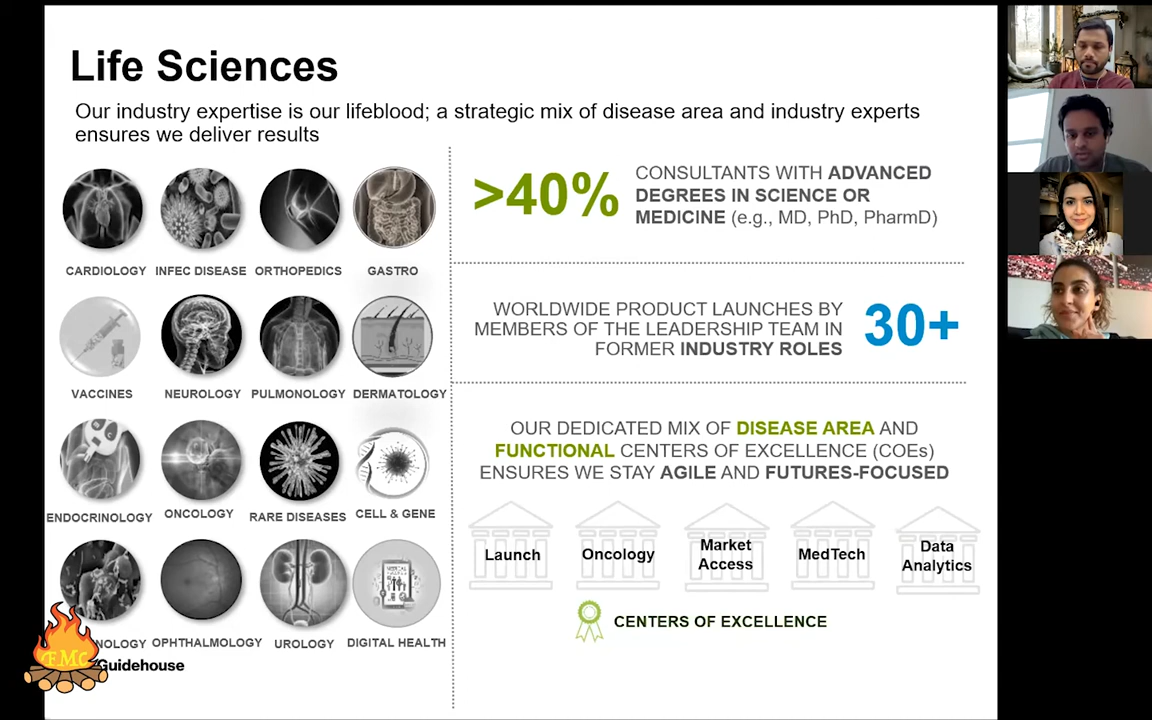 Life Sciences
Our industry expertise is our lifeblood; a strategic mix of disease area and industry experts
ensures we deliver results
CARDIOLOGY
INFEC DISEASE
ORTHOPEDICS
GASTRO
VACCINES
NEUROLOGY
PULMONOLOGY
DERMATOLOGY
ENDOCRINOLOGY
ONCOLOGY
RARE DISEASES
CELL & GENE
OPHTHALMOLOGY
UROLOGY
DIGITAL HEALTH
FMC
Guidehouse
>40%
CONSULTANTS WITH ADVANCED
DEGREES IN SCIENCE OR
MEDICINE (e.g., MD, PhD, PharmD)
WORLDWIDE PRODUCT LAUNCHES BY
MEMBERS OF THE LEADERSHIP TEAM IN
FORMER INDUSTRY ROLES
30+
OUR DEDICATED MIX OF DISEASE AREA AND
FUNCTIONAL CENTERS OF EXCELLENCE (COEs)
ENSURES WE STAY AGILE AND FUTURES-FOCUSED
Launch
Oncology
Market
Access
MedTech
Data
Analytics
CENTERS OF EXCELLENCE